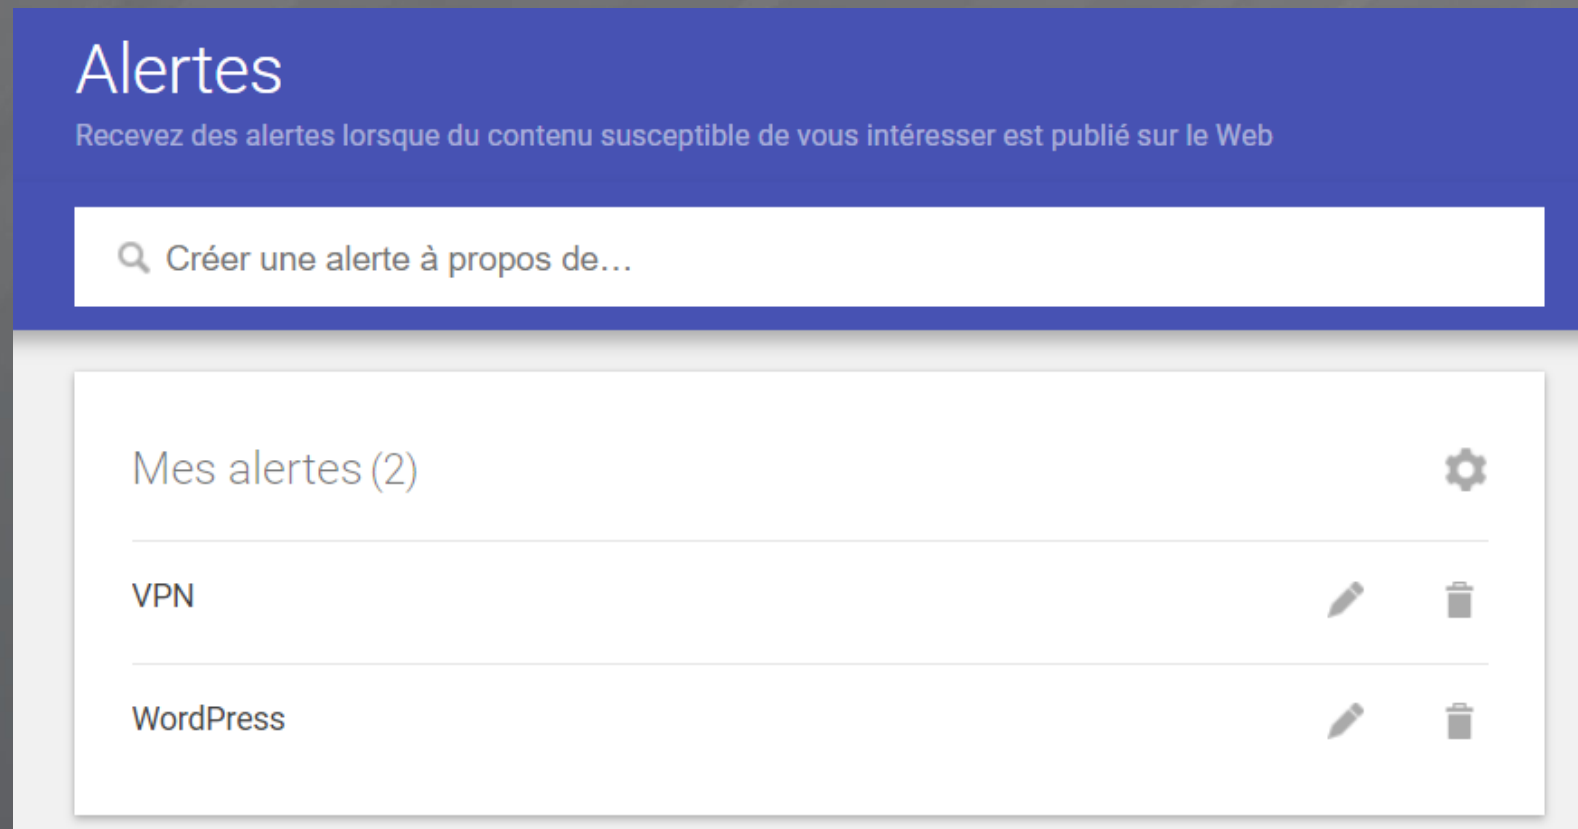 Alertes
Recevez des alertes lorsque du contenu susceptible de vous intéresser est publié sur le Web
Créer une alerte à propos de…
Mes alertes (2)
VPN
WordPress